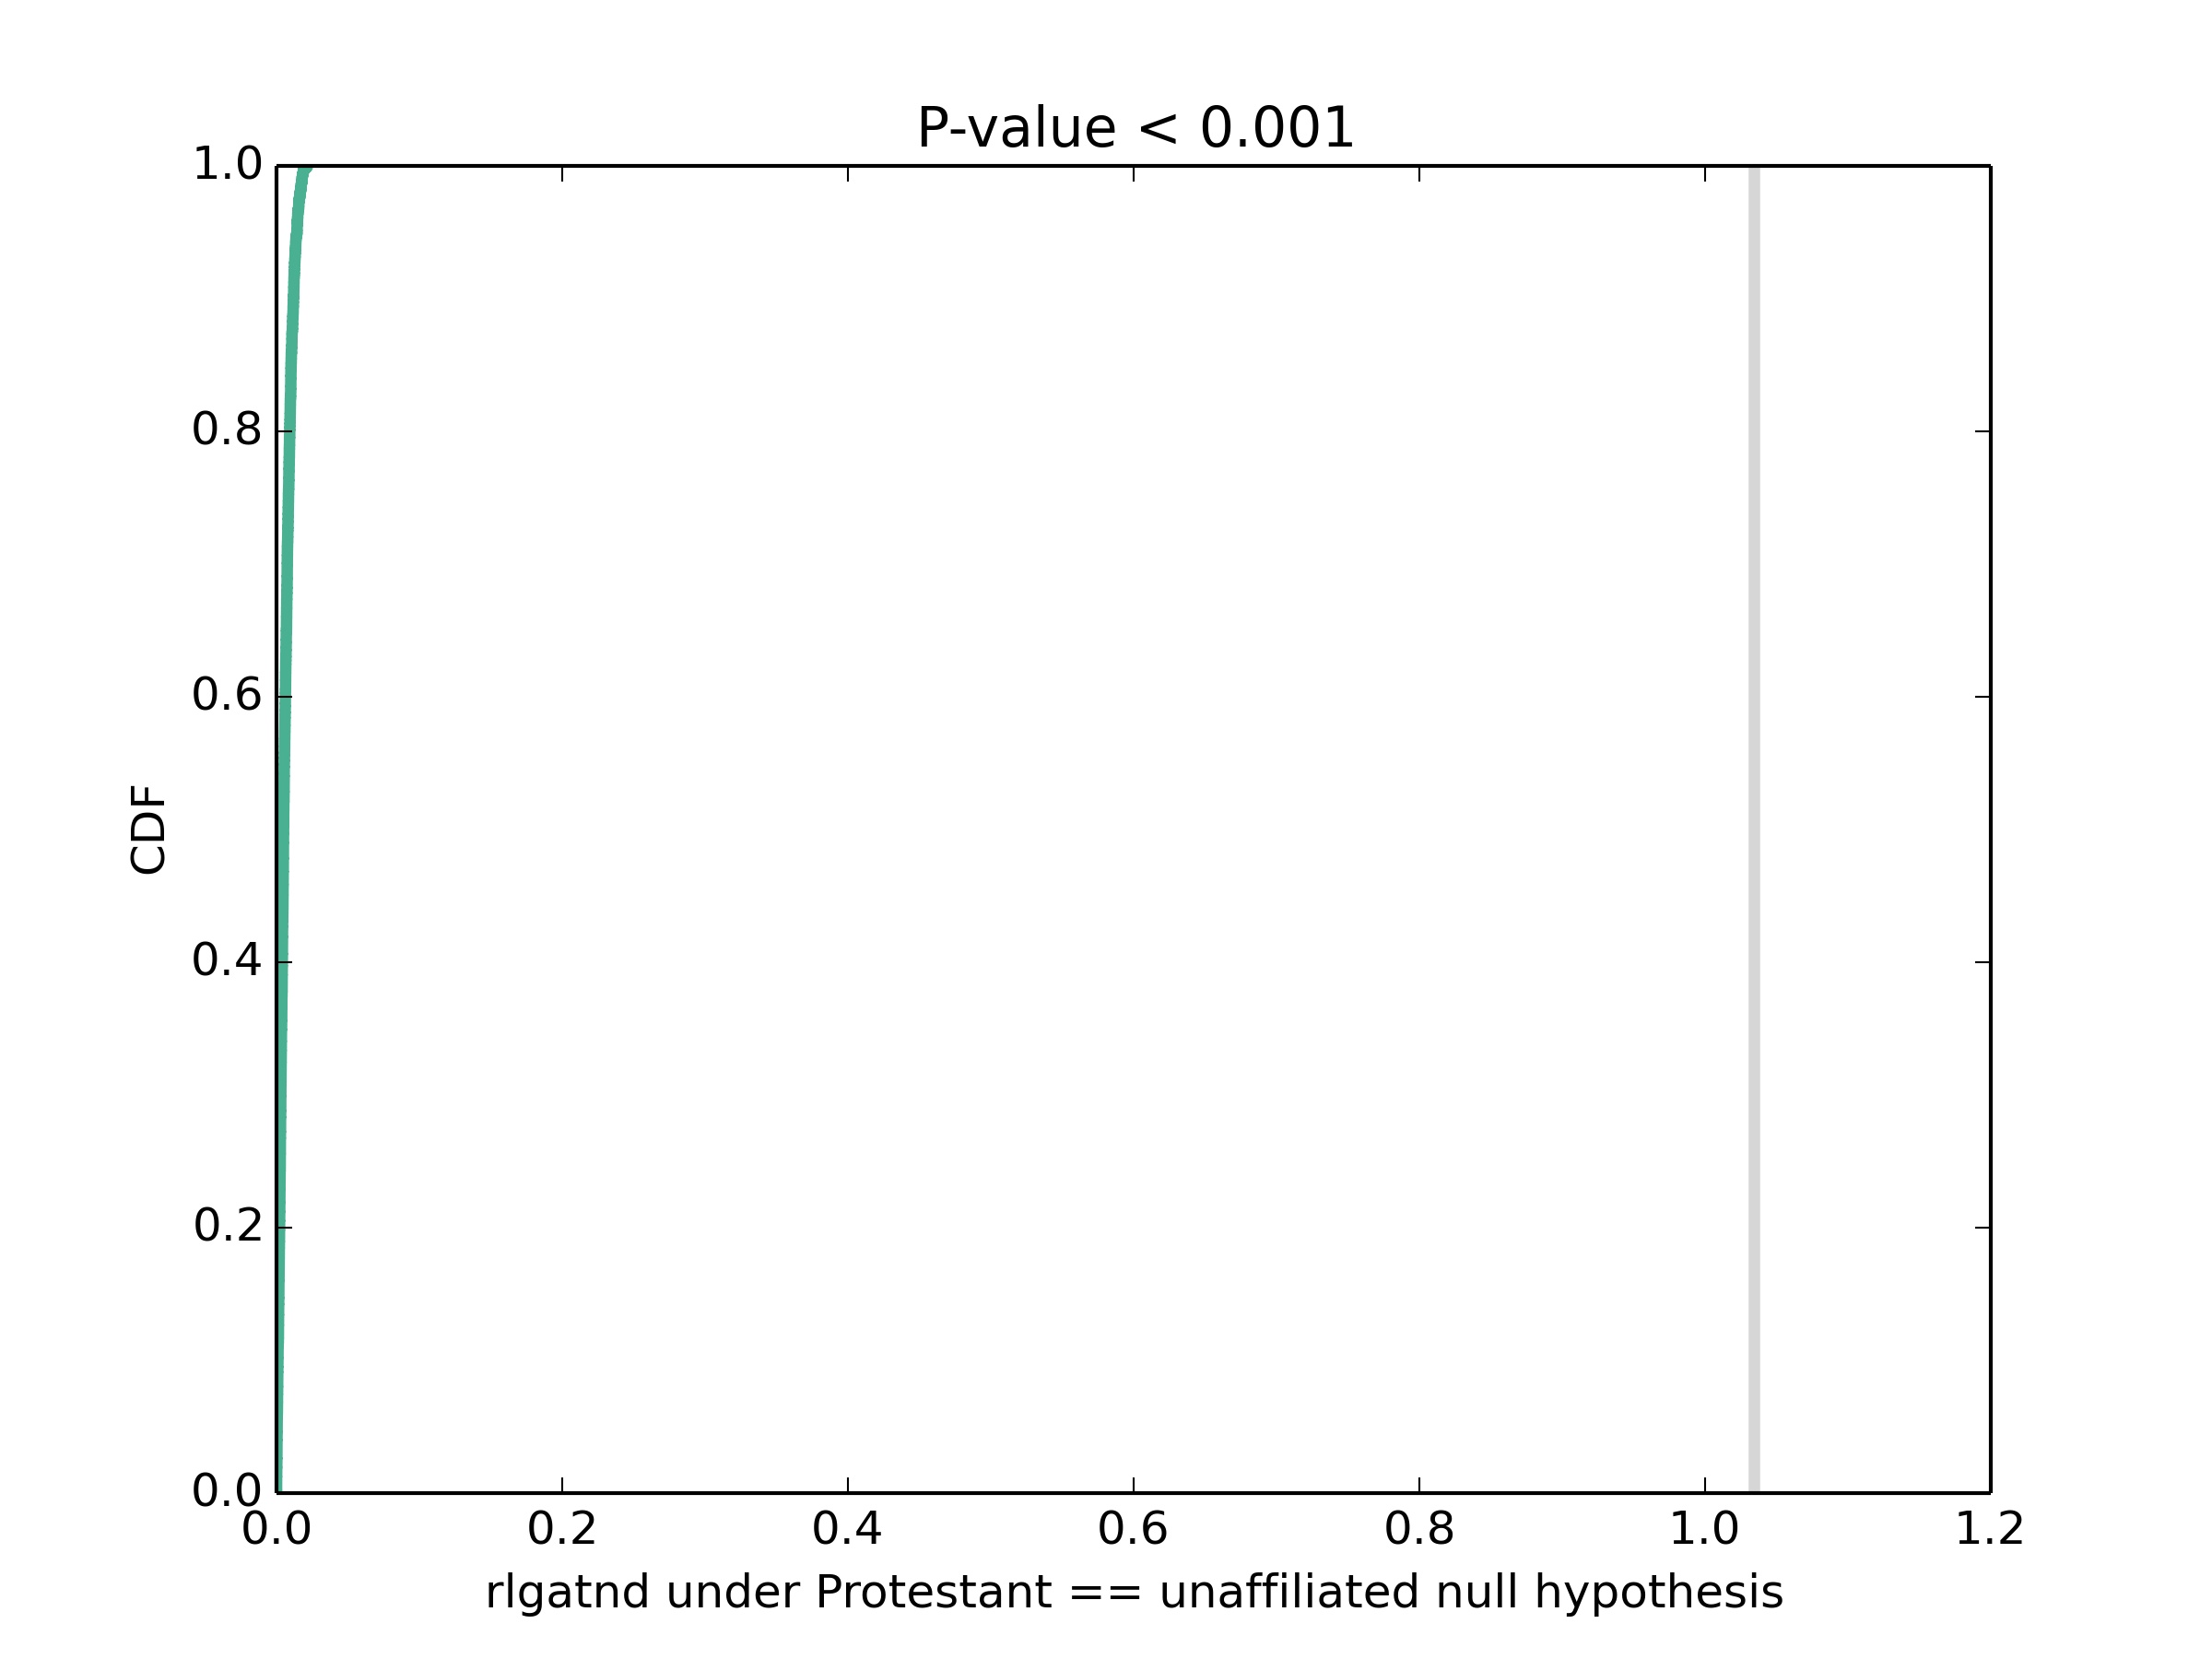 P-value < 0.001
1.0
0.8
0.6
0.4
0.2
0.0
CDF
0.0 0.2 0.4 0.6 0.8 1.0 1.2
rlgatnd under Protestant == unaffiliated null hypothesis